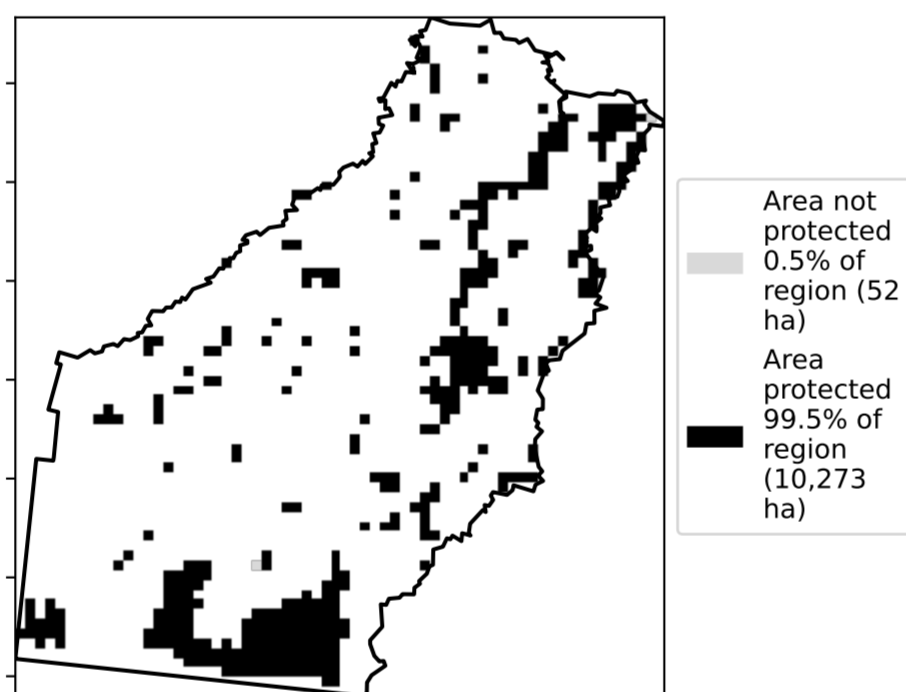 Area not
protected
0.5% of
region (52
ha)
Area
protected
99.5% of
region
(10,273
ha)